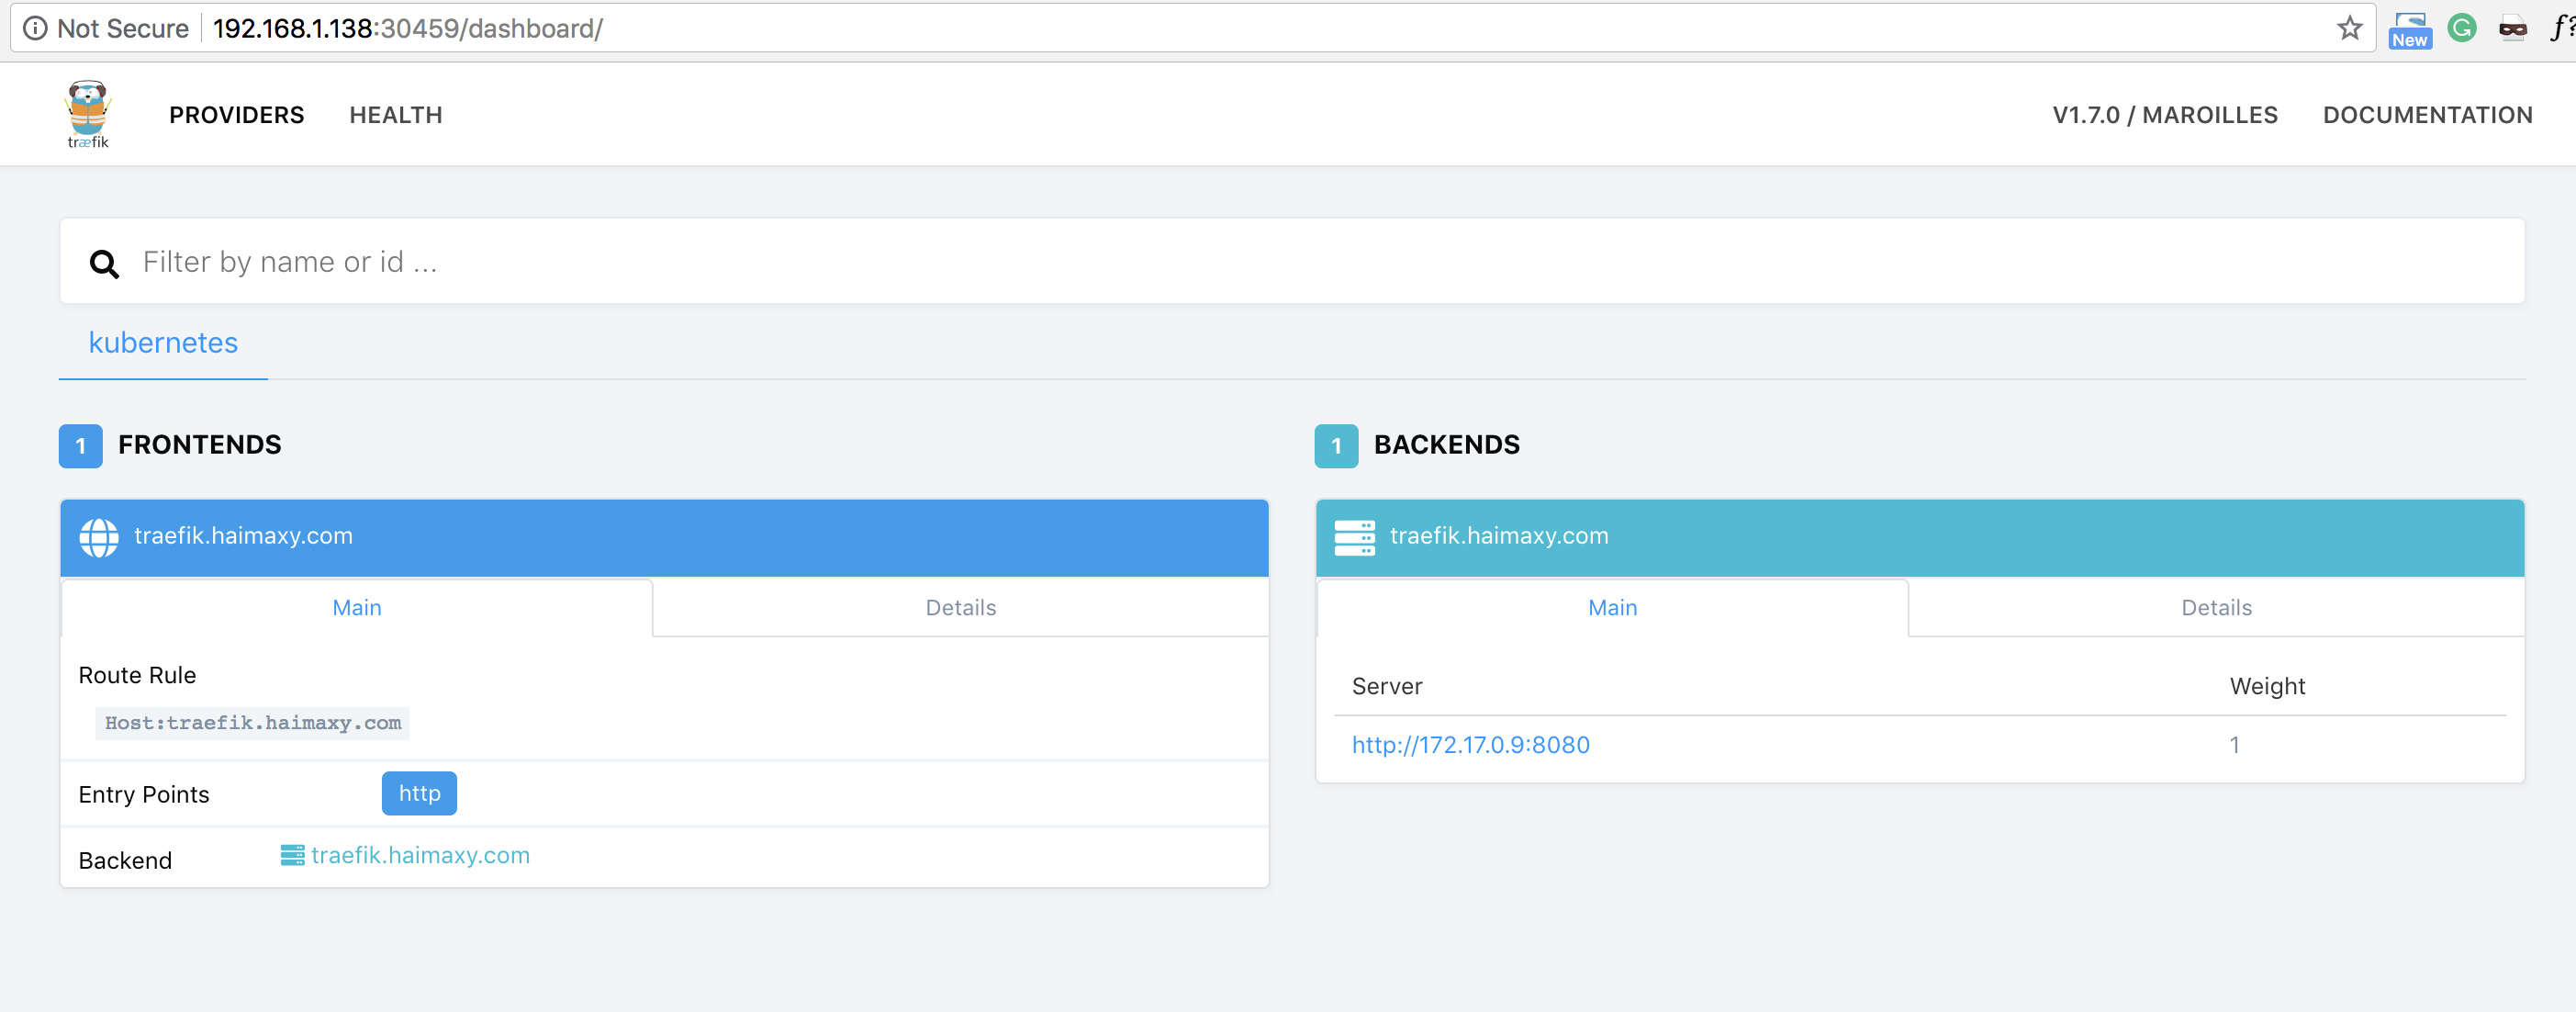 Not Secure 192.168.1.138:30459/dashboard/
New
træfik
PROVIDERS HEALTH V1.7.0 / MAROILLES DOCUMENTATION
Filter by name or id ...
kubernetes
1 FRONTENDS
traefik.haimaxy.com
Main Details
Route Rule
Host:traefik.haimaxy.com
Entry Points http
Backend traefik.haimaxy.com
1 BACKENDS
traefik.haimaxy.com
Main Details
Server Weight
http://172.17.0.9:8080 1